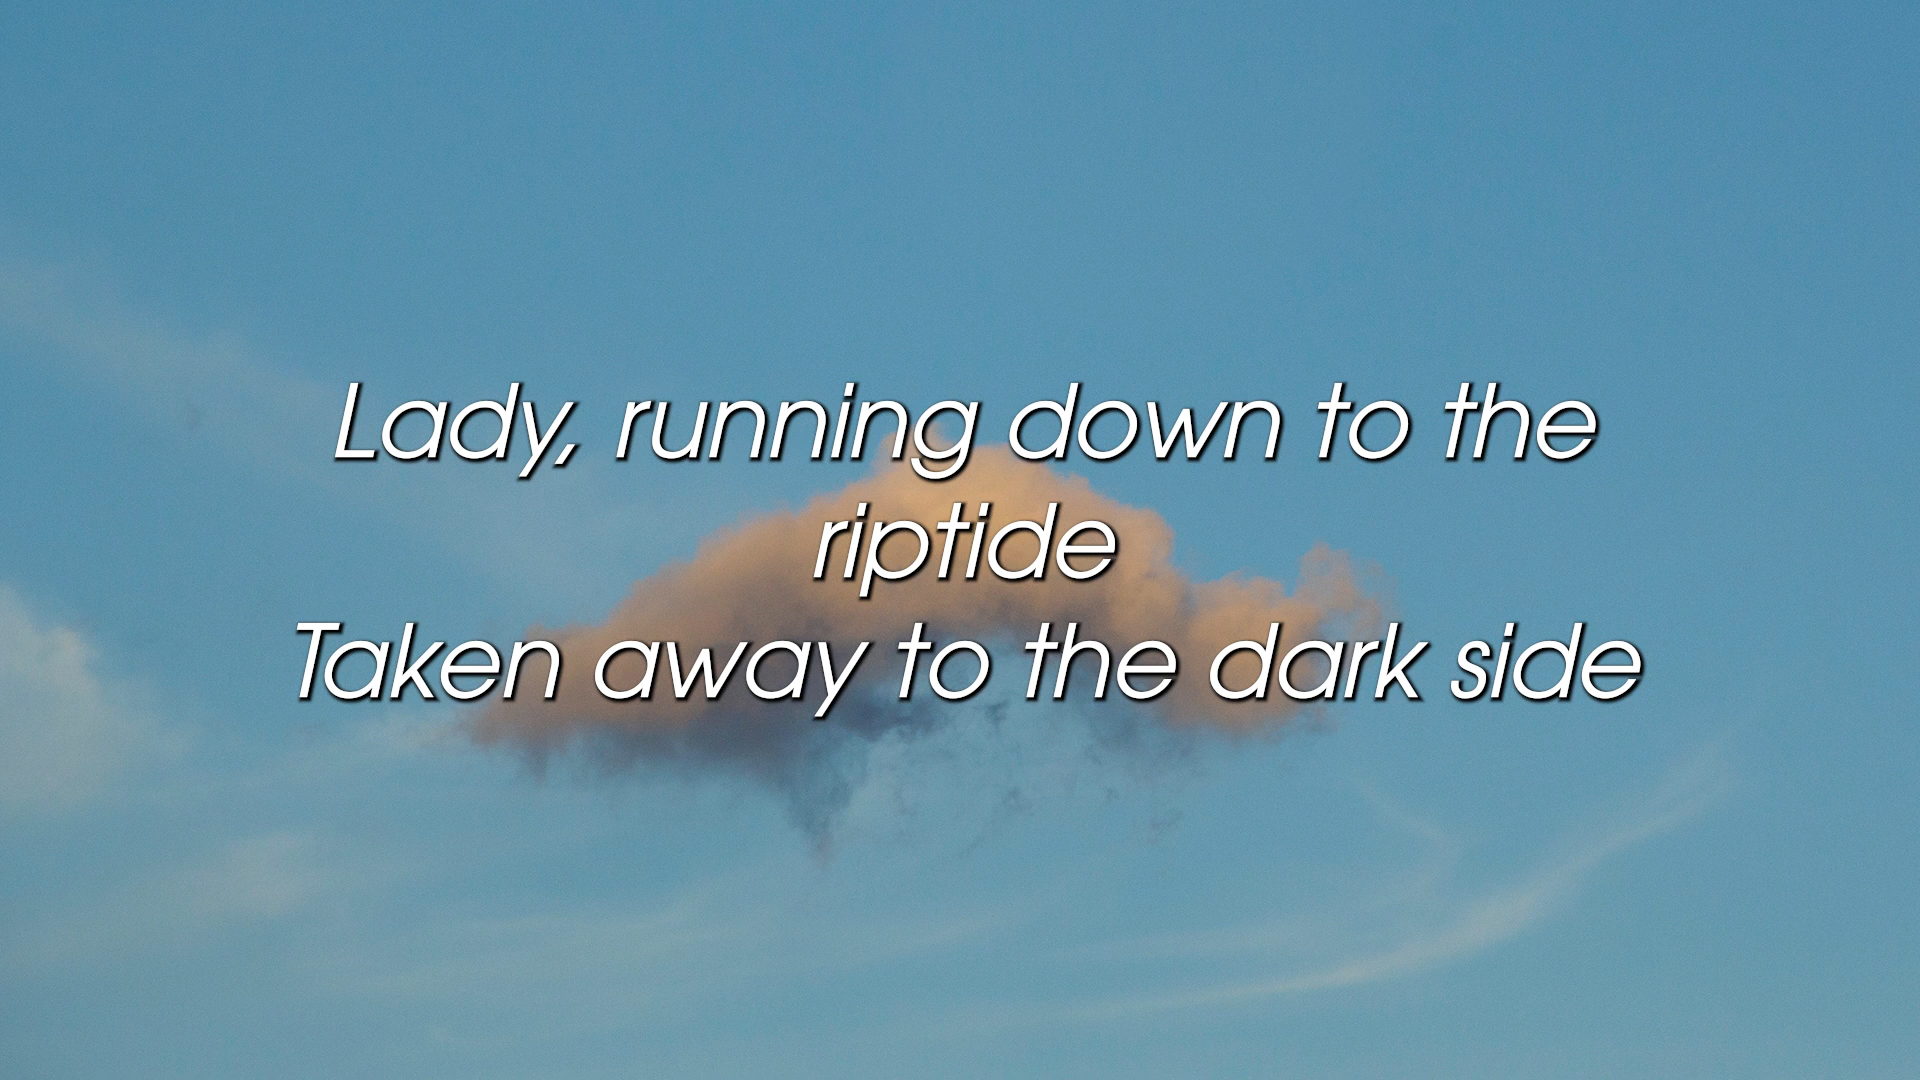 Lady, running down to the
riptide
Taken away to the dark side